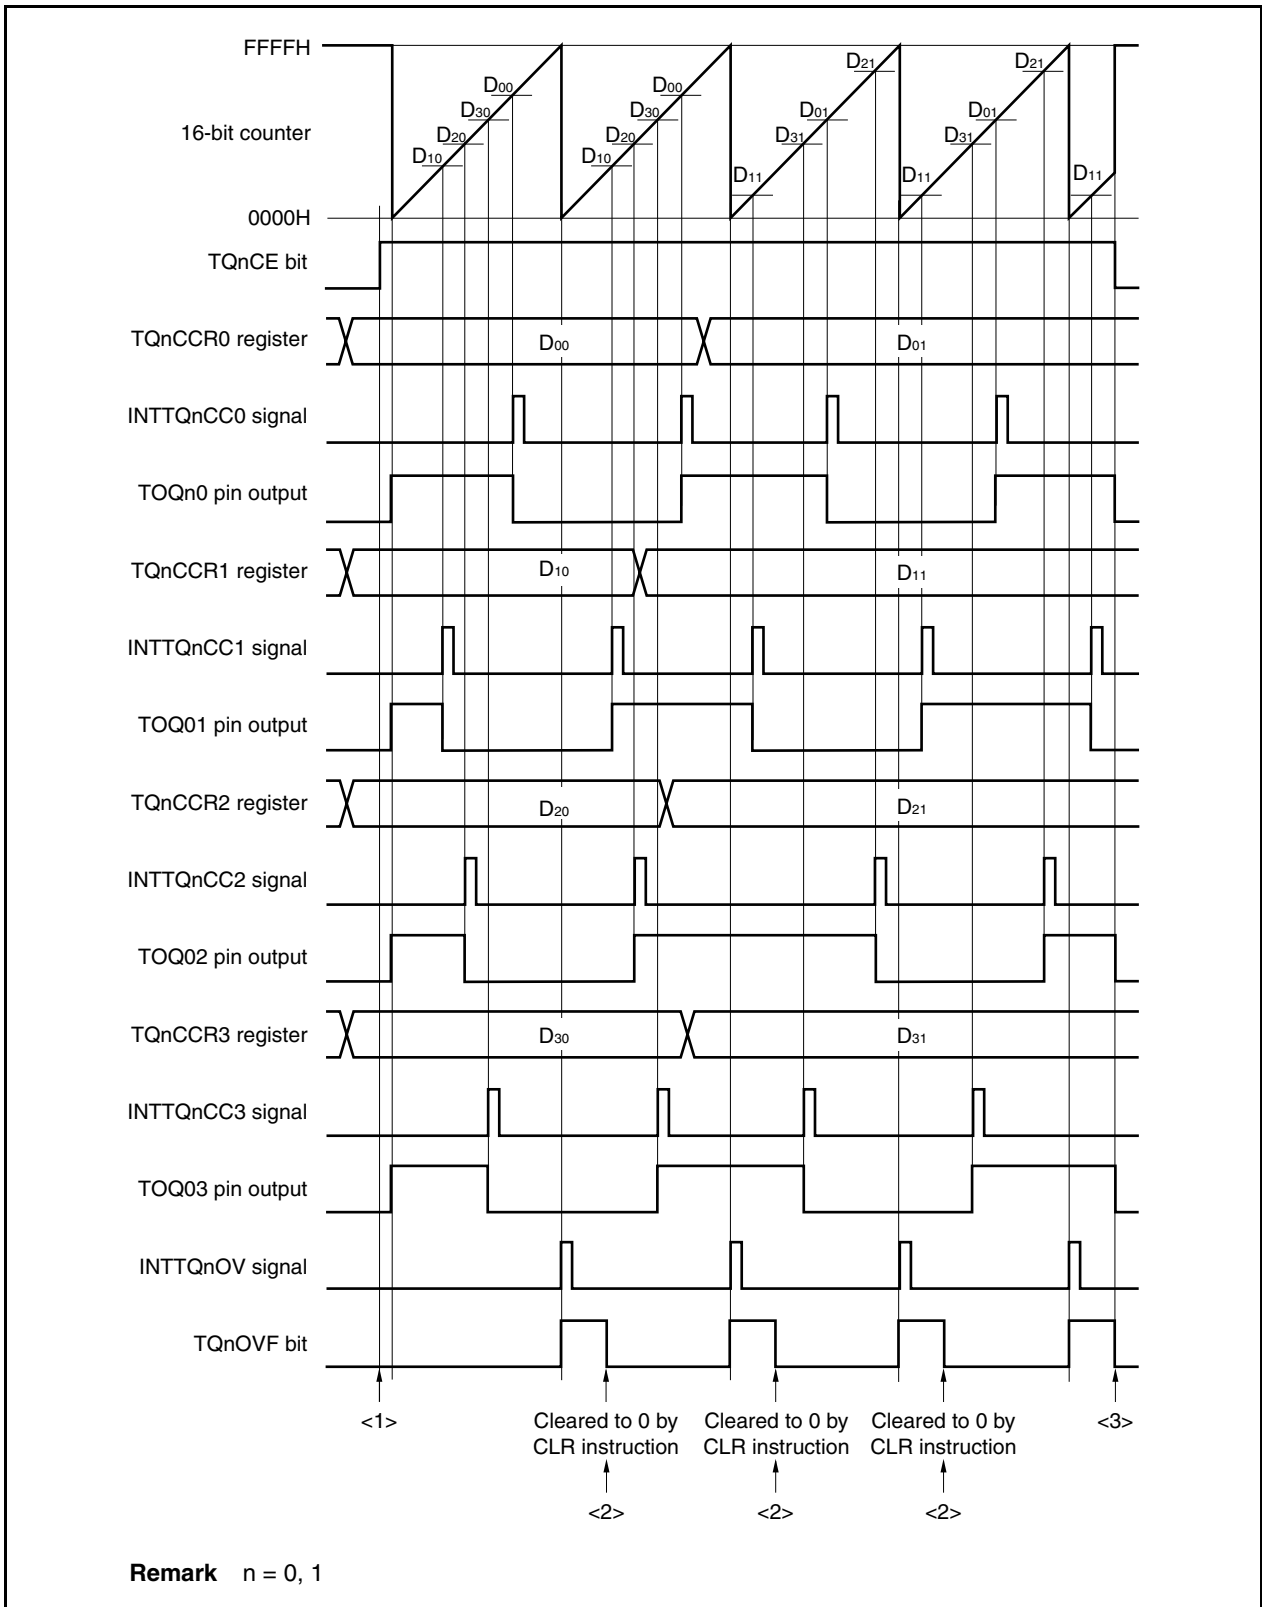 FFFFH
D21 D21
D00 D00
D30 D30 D01 D01
16-bit counter
D20 D20 D31 D31
D10 D10
D11 D11 D11
0000H
TQnCE bit
TQnCCR0 register
D00 D01
INTTQnCC0 signal
TOQn0 pin output
TQnCCR1 register
D10 D11
INTTQnCC1 signal
TOQ01 pin output
TQnCCR2 register
D20 D21
INTTQnCC2 signal
TOQ02 pin output
TQnCCR3 register
D30 D31
INTTQnCC3 signal
TOQ03 pin output
INTTQnOV signal
TQnOVF bit
<1>
Cleared to 0 by
CLR instruction
Cleared to 0 by
CLR instruction
Cleared to 0 by
CLR instruction
<3>
<2> <2> <2>
Remark n = 0, 1